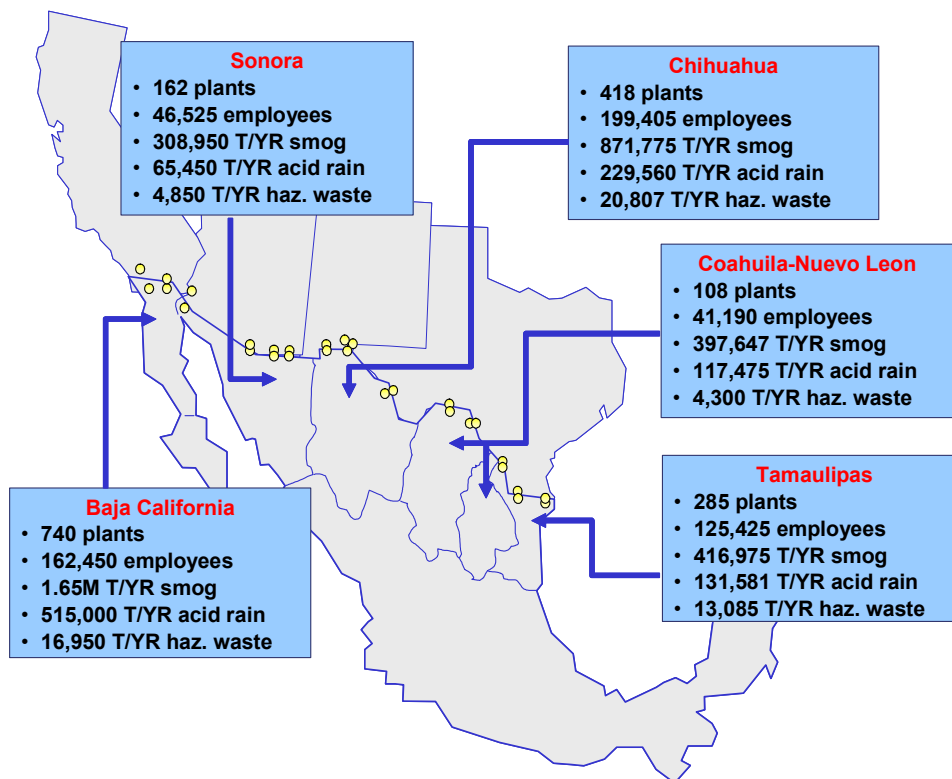 Sonora
• 162 plants
• 46,525 employees
• 308,950 T/YR smog
• 65,450 T/YR acid rain
• 4,850 T/YR haz. waste
Chihuahua
• 418 plants
• 199,405 employees
• 871,775 T/YR smog
• 229,560 T/YR acid rain
• 20,807 T/YR haz. waste
Coahuila-Nuevo Leon
• 108 plants
• 41,190 employees
• 397,647 T/YR smog
• 117,475 T/YR acid rain
• 4,300 T/YR haz. waste
Baja California
• 740 plants
• 162,450 employees
• 1.65M T/YR smog
• 515,000 T/YR acid rain
• 16,950 T/YR haz. waste
Tamaulipas
• 285 plants
• 125,425 employees
• 416,975 T/YR smog
• 131,581 T/YR acid rain
• 13,085 T/YR haz. waste